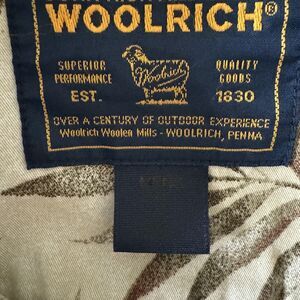 WOOLRICH®
SUPERIOR QUALITY
PERFORMANCE Woolrich GOODS
EST. 1830
OVER A CENTURY OF OUTDOOR EXPERIENCE
Woolrich Woolen Mills - WOOLRICH, PENNA